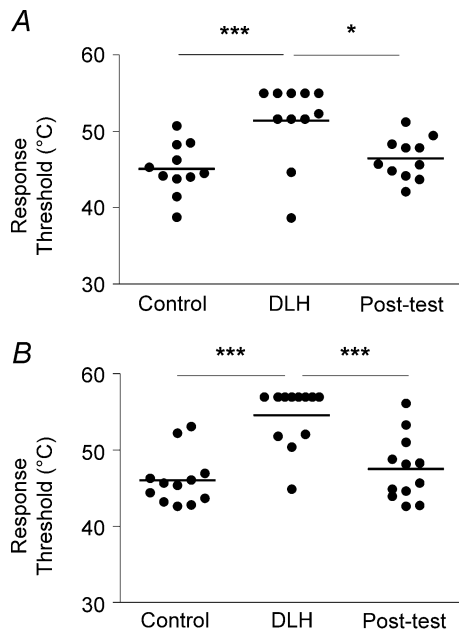 A
*** *
60
50
40
30
Response
Threshold (°C)
Control DLH Post-test
B
*** ***
60
50
40
30
Response
Threshold (°C)
Control DLH Post-test